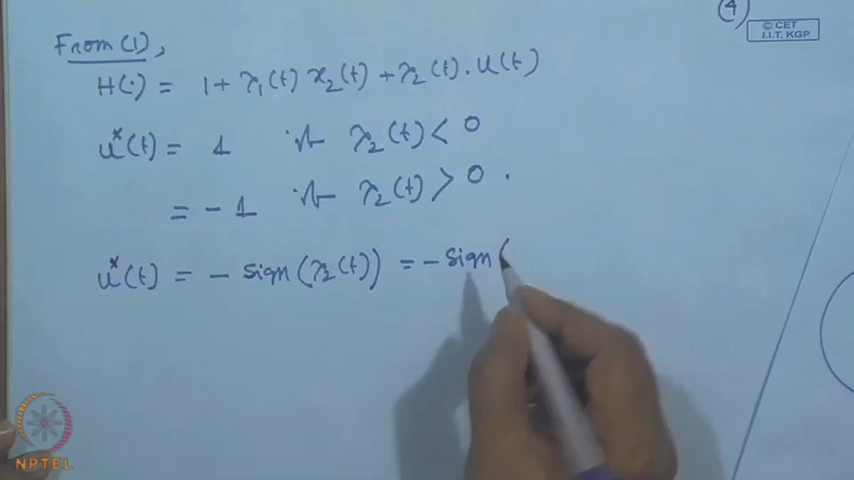 4
© CET
I.I.T. KGP
From (1),
H(·) = 1 + λ₁(t) x₂(t) + λ₂(t) · u(t)
u*(t) = 1 if λ₂(t) < 0
= -1 if λ₂(t) > 0 .
u*(t) = - sign(λ₂(t)) = - sign(
NPTEL